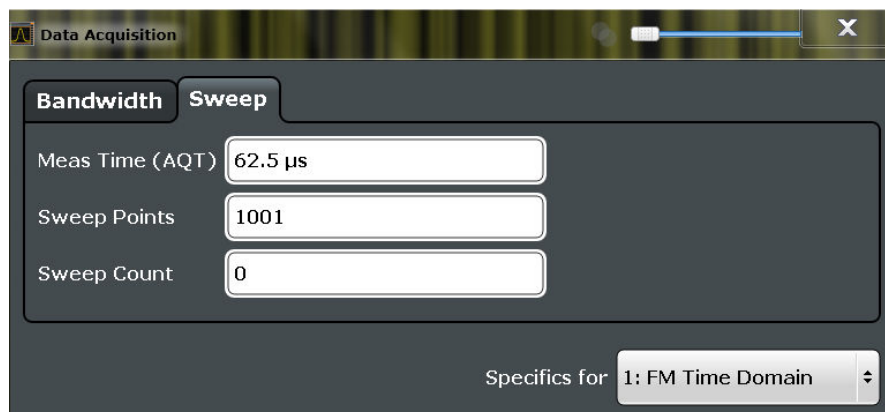 Data Acquisition
X
Bandwidth Sweep
Meas Time (AQT) 62.5 µs
Sweep Points 1001
Sweep Count 0
Specifics for 1: FM Time Domain